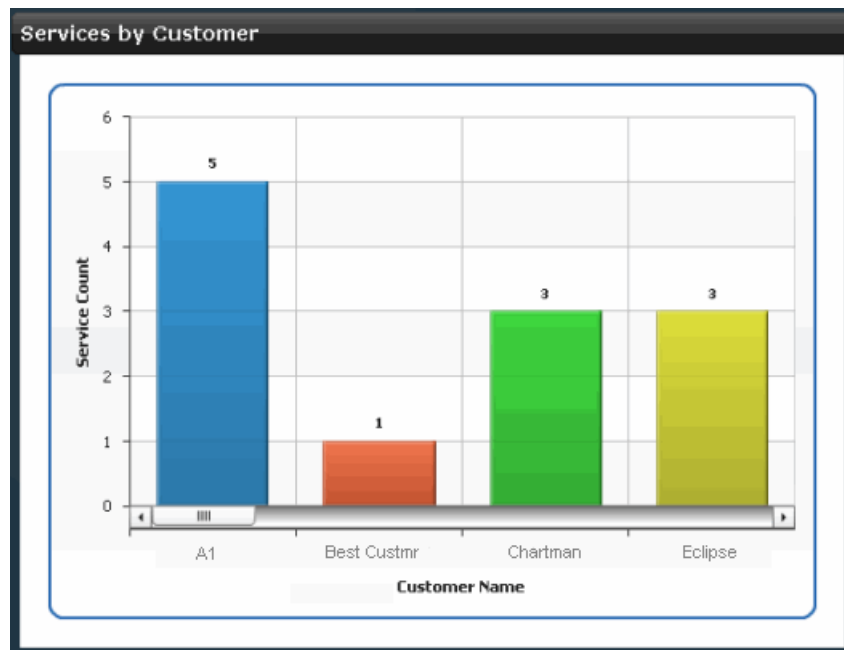 Services by Customer
6
5
5
4
3
3
3
Service Count
2
1
1
0
A1
Best Custmr
Chartman
Eclipse
Customer Name